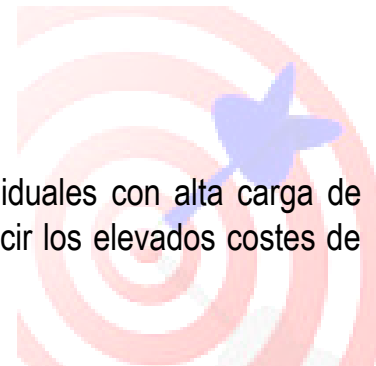 iduales con alta carga de
cir los elevados costes de